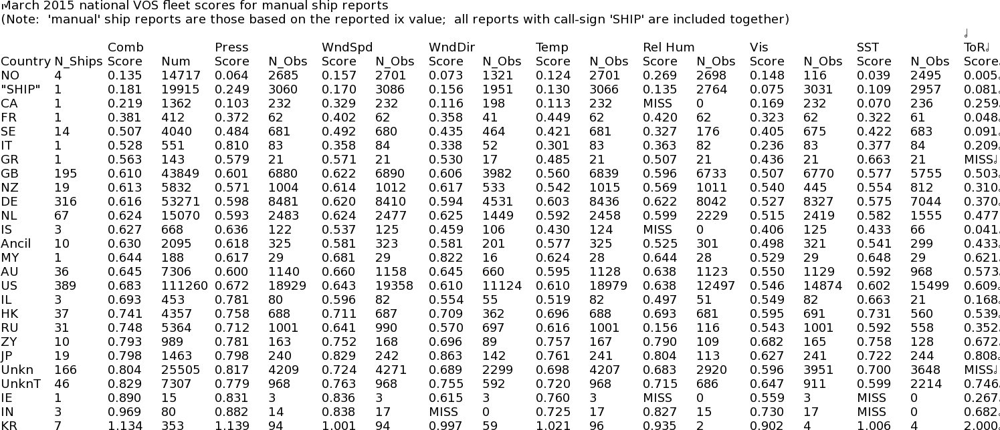 March 2015 national VOS fleet scores for manual ship reports
(Note: 'manual' ship reports are those based on the reported ix value; all reports with call-sign 'SHIP' are included together)
Comb Press WndSpd WndDir Temp Rel Hum Vis SST ToR
Country N_Ships Score Num Score N_Obs Score N_Obs Score N_Obs Score N_Obs Score N_Obs Score N_Obs Score N_Obs Score
NO 4 0.135 14717 0.064 2685 0.157 2701 0.073 1321 0.124 2701 0.269 2698 0.148 116 0.039 2495 0.005
"SHIP" 1 0.181 19915 0.249 3060 0.170 3086 0.156 1951 0.130 3066 0.135 2764 0.075 3031 0.109 2957 0.081
CA 1 0.219 1362 0.103 232 0.329 232 0.116 198 0.113 232 MISS 0 0.169 232 0.070 236 0.259
FR 1 0.381 412 0.372 62 0.402 62 0.358 41 0.449 62 0.420 62 0.323 62 0.322 61 0.048
SE 14 0.507 4040 0.484 681 0.492 680 0.435 464 0.421 681 0.327 176 0.405 675 0.422 683 0.091
IT 1 0.528 551 0.810 83 0.358 84 0.338 52 0.301 83 0.363 82 0.236 83 0.377 84 0.209
GR 1 0.563 143 0.579 21 0.571 21 0.530 17 0.485 21 0.507 21 0.436 21 0.663 21 MISS
GB 195 0.610 43849 0.601 6880 0.622 6890 0.606 3982 0.560 6839 0.596 6733 0.507 6770 0.577 5755 0.503
NZ 19 0.613 5832 0.571 1004 0.614 1012 0.617 533 0.542 1015 0.569 1011 0.540 445 0.554 812 0.310
DE 316 0.616 53271 0.598 8481 0.620 8410 0.594 4531 0.603 8436 0.622 8042 0.527 8327 0.575 7044 0.370
NL 67 0.624 15070 0.593 2483 0.624 2477 0.625 1449 0.592 2458 0.599 2229 0.515 2419 0.582 1555 0.477
IS 3 0.627 668 0.636 122 0.537 125 0.459 106 0.430 124 MISS 0 0.406 125 0.433 66 0.041
Ancil 10 0.630 2095 0.618 325 0.581 323 0.581 201 0.577 325 0.525 301 0.498 321 0.541 299 0.433
MY 1 0.644 188 0.617 29 0.681 29 0.822 16 0.624 28 0.644 28 0.529 29 0.648 29 0.621
AU 36 0.645 7306 0.600 1140 0.660 1158 0.645 660 0.595 1128 0.638 1123 0.550 1129 0.592 968 0.573
US 389 0.683 111260 0.672 18929 0.643 19358 0.610 11124 0.610 18979 0.638 12497 0.546 14874 0.602 15499 0.609
IL 3 0.693 453 0.781 80 0.596 82 0.554 55 0.519 82 0.497 51 0.549 82 0.663 21 0.168
HK 37 0.741 4357 0.758 688 0.711 687 0.709 362 0.696 688 0.693 681 0.595 691 0.731 560 0.539
RU 31 0.748 5364 0.712 1001 0.641 990 0.570 697 0.616 1001 0.156 116 0.543 1001 0.592 558 0.352
ZY 10 0.793 989 0.781 163 0.752 168 0.696 89 0.757 167 0.790 109 0.682 165 0.758 128 0.672
JP 19 0.798 1463 0.798 240 0.829 242 0.863 142 0.761 241 0.804 113 0.627 241 0.722 244 0.808
Unkn 166 0.804 25505 0.817 4209 0.724 4271 0.689 2299 0.698 4207 0.683 2920 0.596 3951 0.700 3648 MISS
UnknT 46 0.829 7307 0.779 968 0.763 968 0.755 592 0.720 968 0.715 686 0.647 911 0.599 2214 0.746
IE 1 0.890 15 0.831 3 0.836 3 0.615 3 0.760 3 MISS 0 0.559 3 MISS 0 0.267
IN 3 0.969 80 0.882 14 0.838 17 MISS 0 0.725 17 0.827 15 0.730 17 MISS 0 0.682
KR 7 1.134 353 1.139 94 1.001 94 0.997 59 1.021 96 0.935 2 0.902 4 1.006 4 2.000